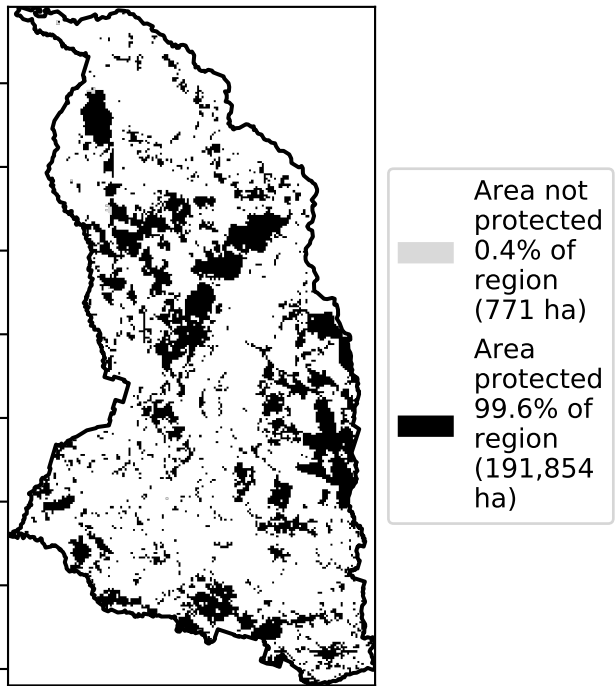 Area not
protected
0.4% of
region
(771 ha)
Area
protected
99.6% of
region
(191,854
ha)